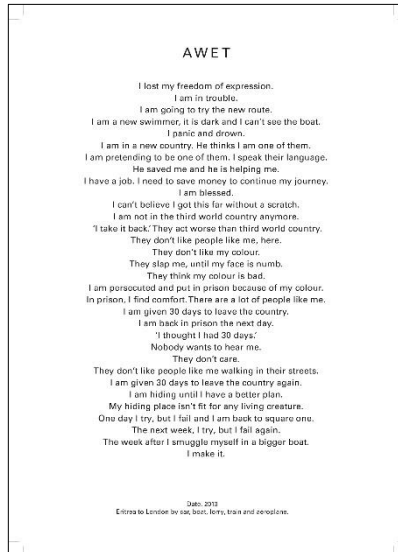 AWET
I lost my freedom of expression.
I am in trouble.
I am going to try the new route.
I am a new swimmer, it is dark and I can't see the boat.
I panic and drown.
I am in a new country. He thinks I am one of them.
I am pretending to be one of them. I speak their language.
He saved me and he is helping me.
I have a job. I need to save money to continue my journey.
I am blessed.
I can't believe I got this far without a scratch.
I am not in the third world country anymore.
'I take it back.' They act worse than third world country.
They don't like people like me, here.
They don't like my colour.
They slap me, until my face is numb.
They think my colour is bad.
I am persecuted and put in prison because of my colour.
In prison, I find comfort. There are a lot of people like me.
I am given 30 days to leave the country.
I am back in prison the next day.
'I thought I had 30 days.'
Nobody wants to hear me.
They don't care.
They don't like people like me walking in their streets.
I am given 30 days to leave the country again.
I am hiding until I have a better plan.
My hiding place isn't fit for any living creature.
One day I try, but I fail and I am back to square one.
The next week, I try, but I fail again.
The week after I smuggle myself in a bigger boat.
I make it.
Date. 2013
Eritrea to London by car, boat, lorry, train and aeroplane.